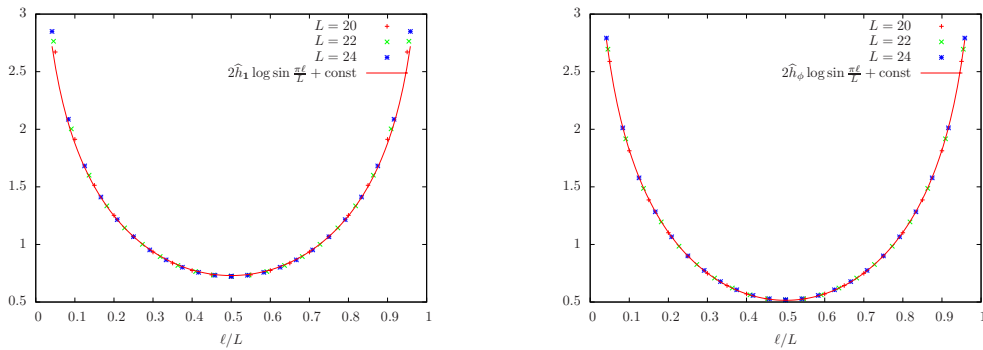 3
2.5
2
1.5
1
0.5
0 0.1 0.2 0.3 0.4 0.5 0.6 0.7 0.8 0.9 1
ℓ/L
L = 20
L = 22
L = 24
2ĥ₁ log sin πℓ/L + const
3
2.5
2
1.5
1
0.5
0 0.1 0.2 0.3 0.4 0.5 0.6 0.7 0.8 0.9 1
ℓ/L
L = 20
L = 22
L = 24
2ĥ_ϕ log sin πℓ/L + const